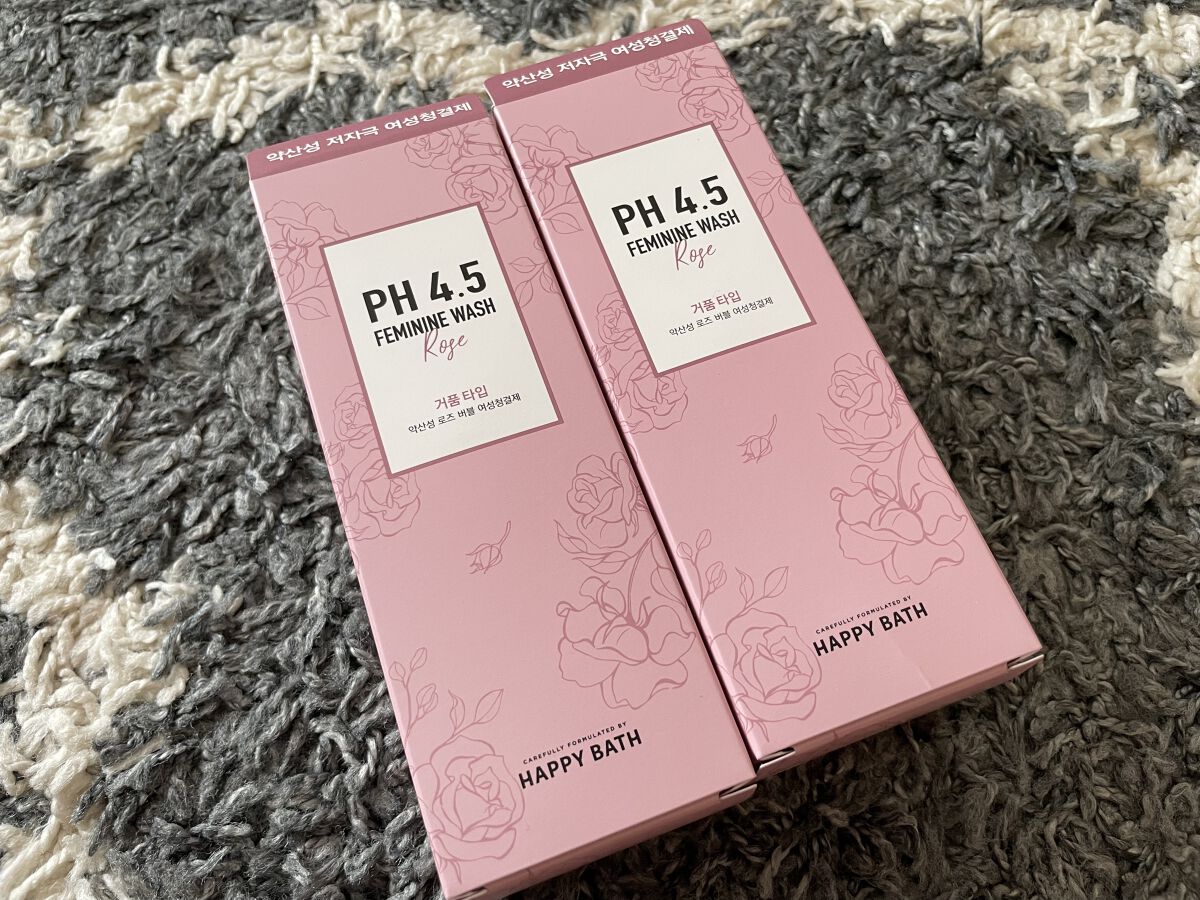 약산성 저자극 여성청결제
PH 4.5
FEMININE WASH
Rose
거품 타입
약산성 로즈 버블 여성청결제
CAREFULLY FORMULATED BY
HAPPY BATH
약산성 저자극 여성청결제
PH 4.5
FEMININE WASH
Rose
거품 타입
약산성 로즈 버블 여성청결제
CAREFULLY FORMULATED BY
HAPPY BATH